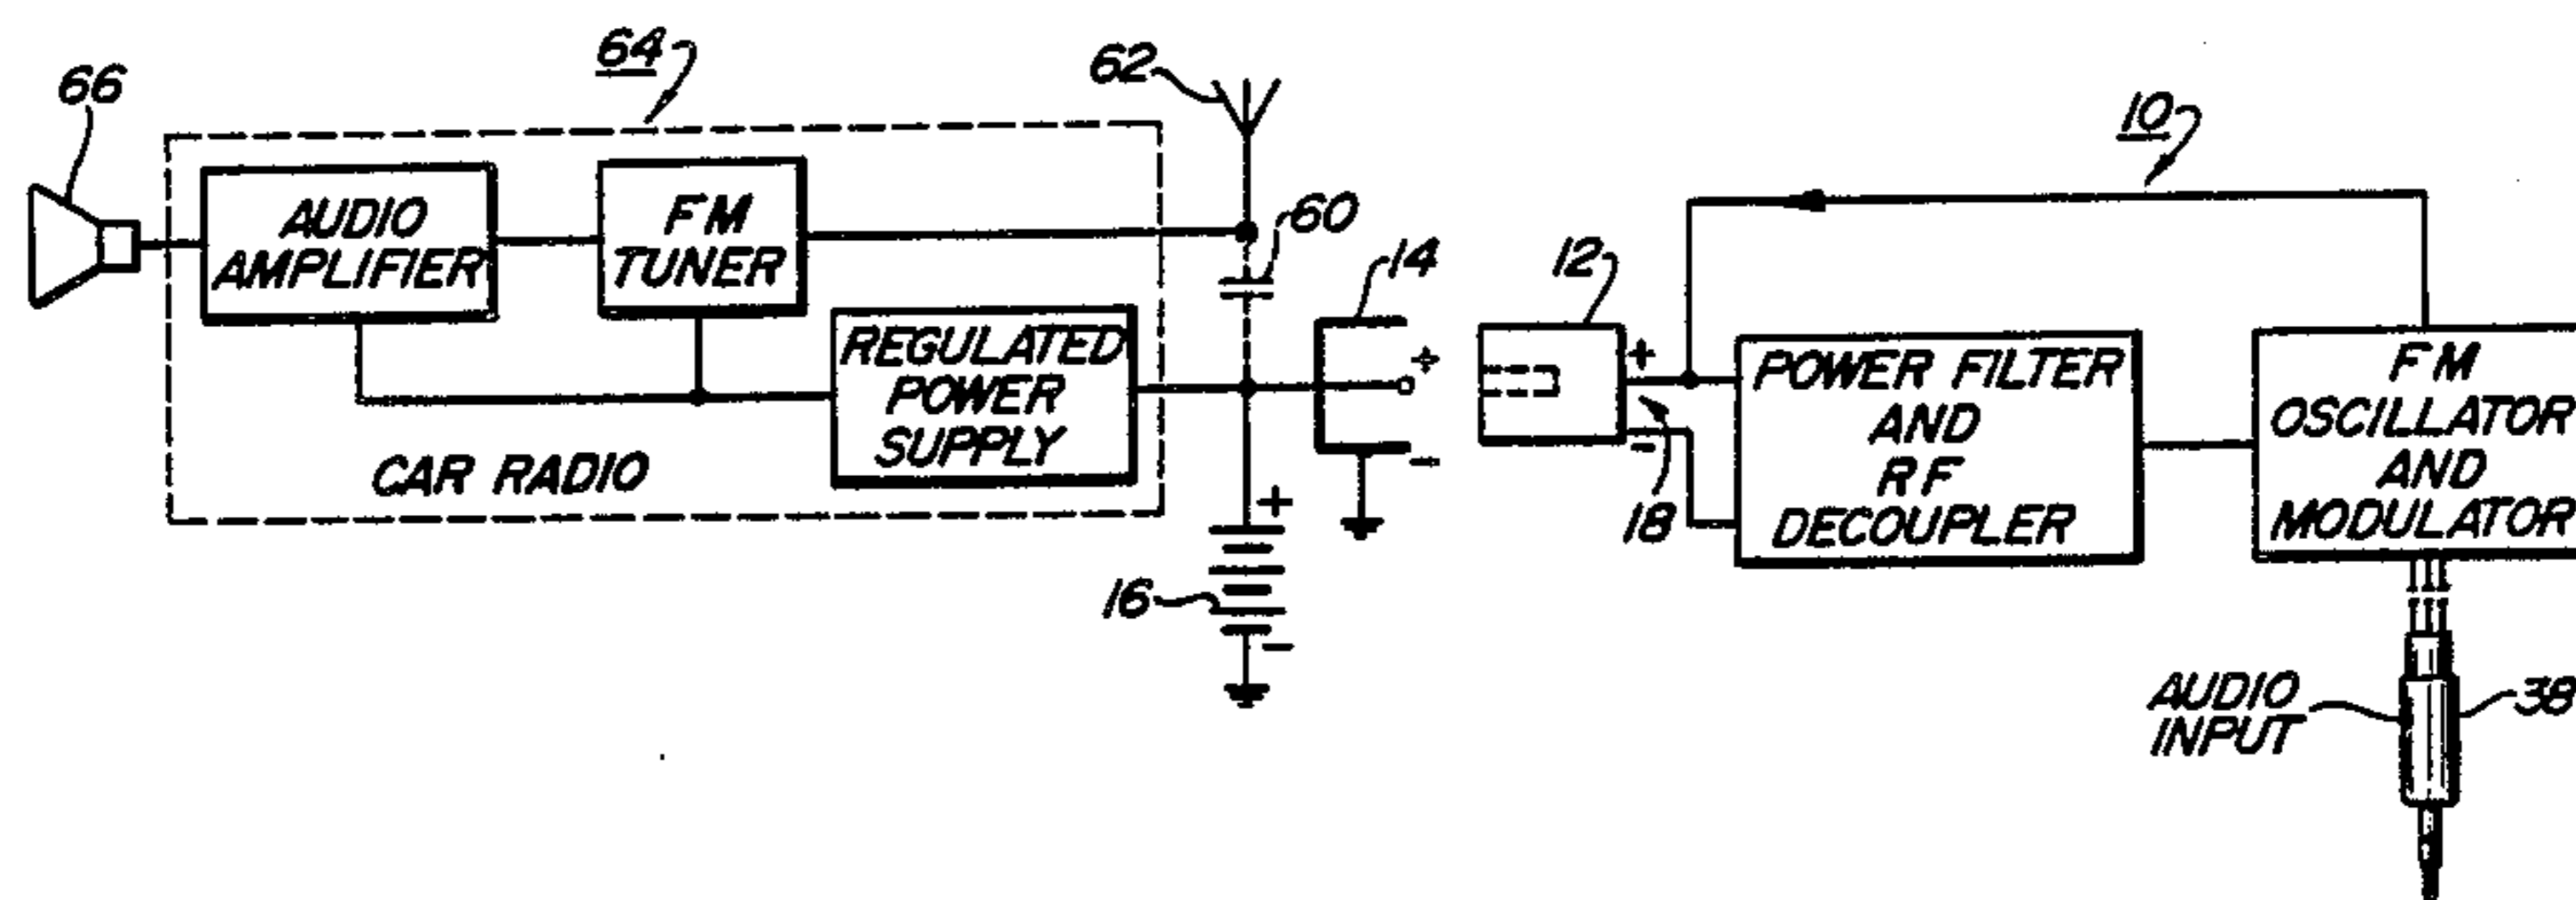 64
66
62
10
60
14
12
AUDIO
AMPLIFIER
FM
TUNER
REGULATED
POWER
SUPPLY
CAR RADIO
+
-
+
-
16
+
-
18
POWER FILTER
AND
RF
DECOUPLER
FM
OSCILLATOR
AND
MODULATOR
AUDIO
INPUT
38